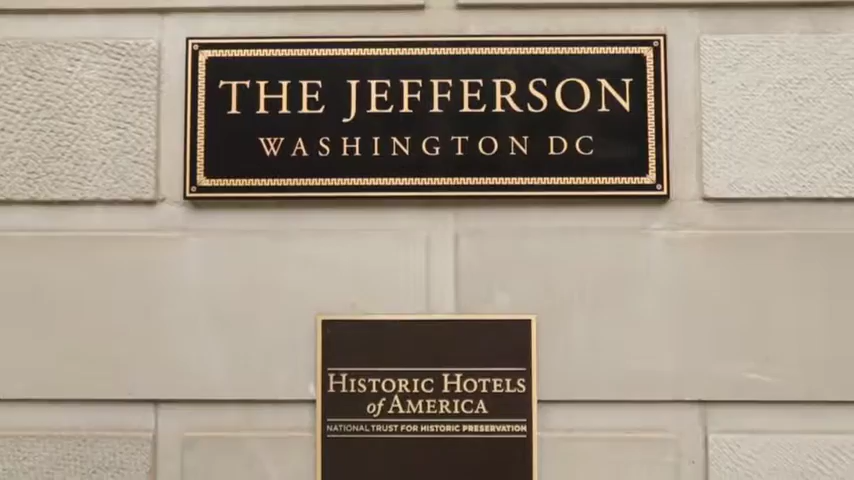 THE JEFFERSON
WASHINGTON DC
HISTORIC HOTELS
of AMERICA
NATIONAL TRUST FOR HISTORIC PRESERVATION